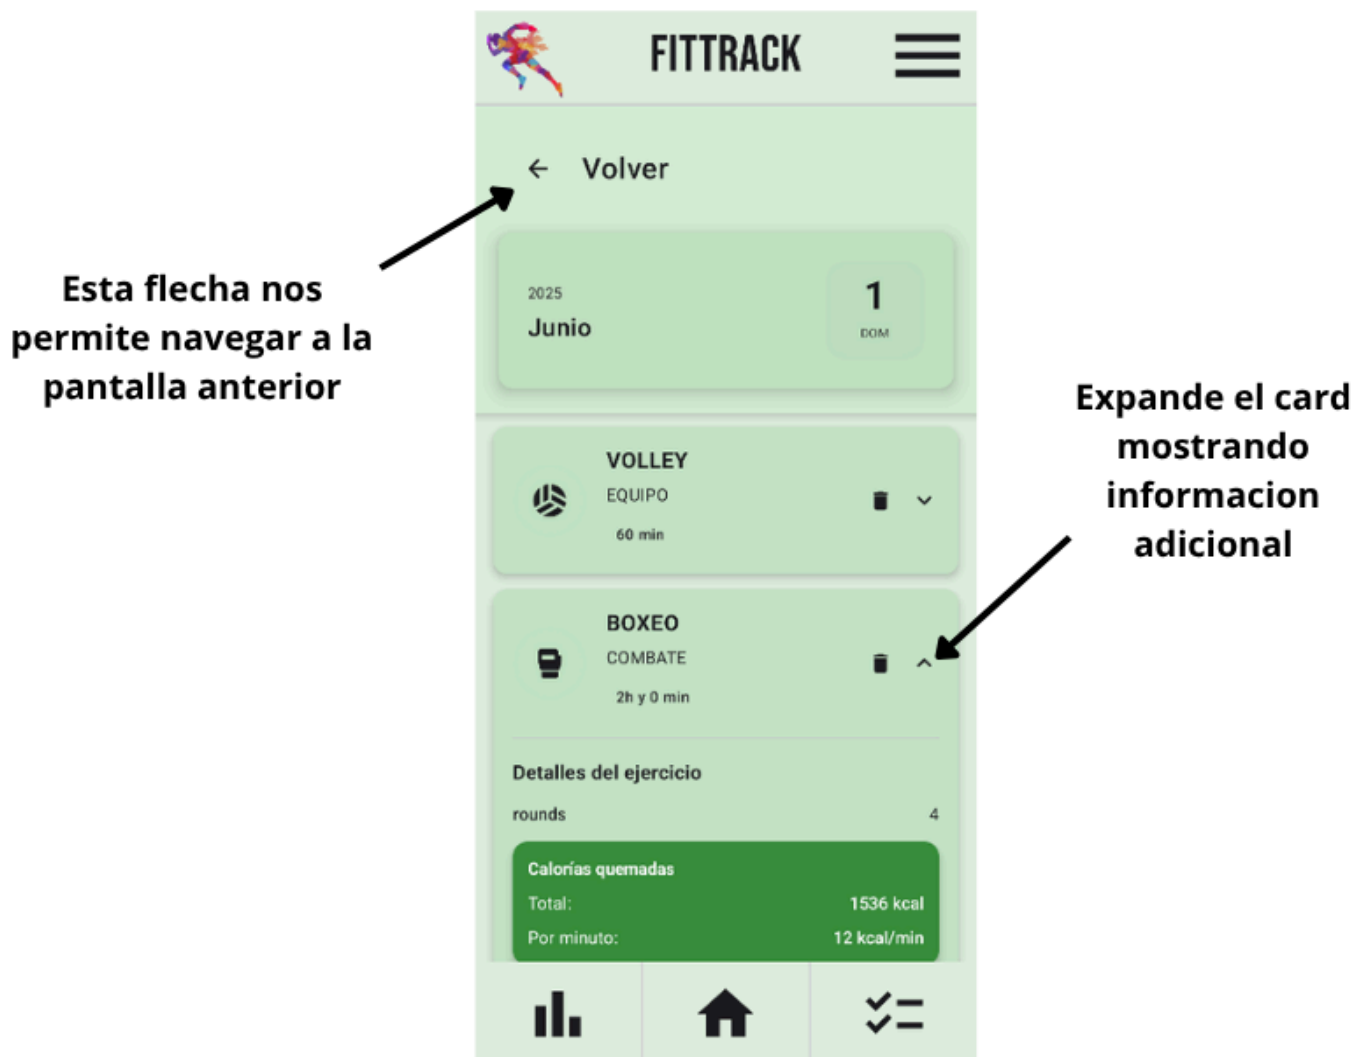 FITTRACK
Volver
Esta flecha nos
permite navegar a la
pantalla anterior
2025
Junio
1
DOM
Expande el card
mostrando
informacion
adicional
VOLLEY
EQUIPO
60 min
BOXEO
COMBATE
2h y 0 min
Detalles del ejercicio
rounds 4
Calorías quemadas
Total: 1536 kcal
Por minuto: 12 kcal/min